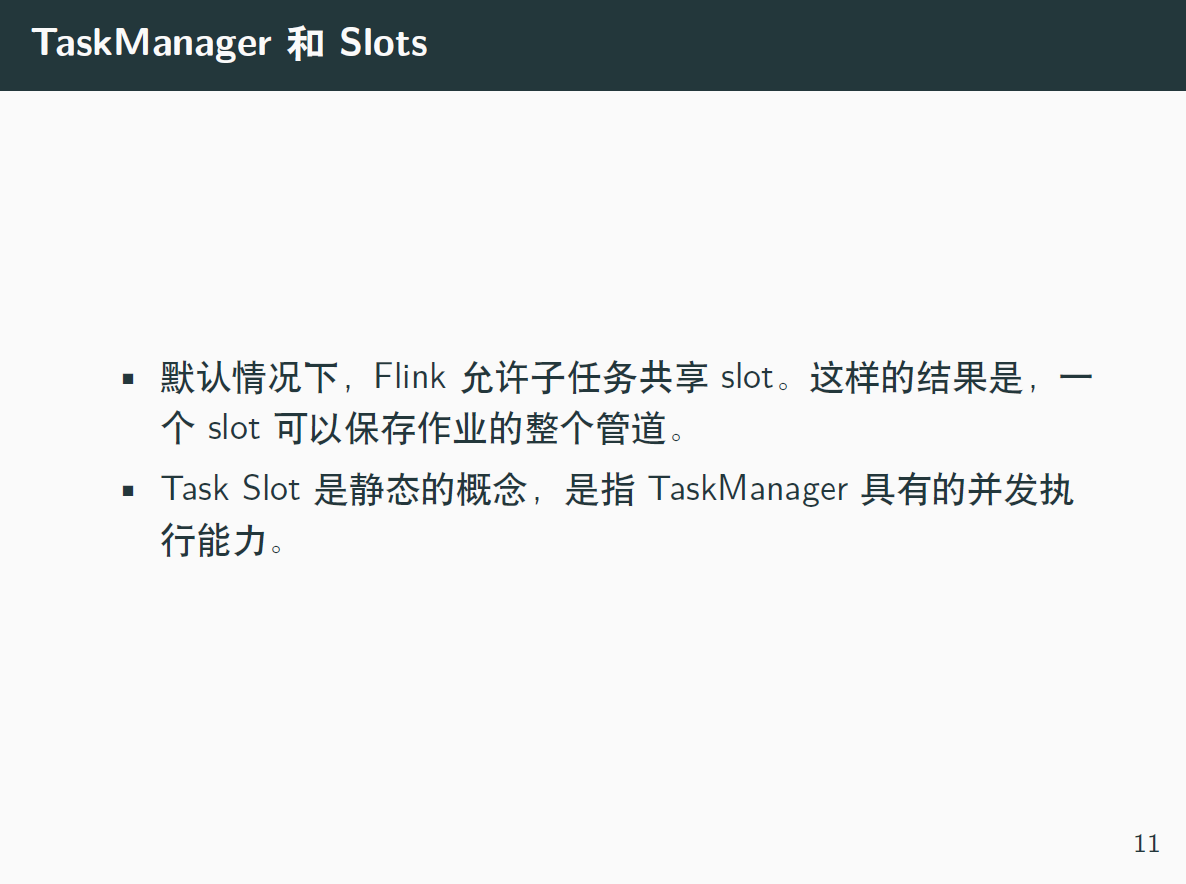 TaskManager 和 Slots
▪ 默认情况下，Flink 允许子任务共享 slot。这样的结果是，一
个 slot 可以保存作业的整个管道。
▪ Task Slot 是静态的概念，是指 TaskManager 具有的并发执
行能力。
11